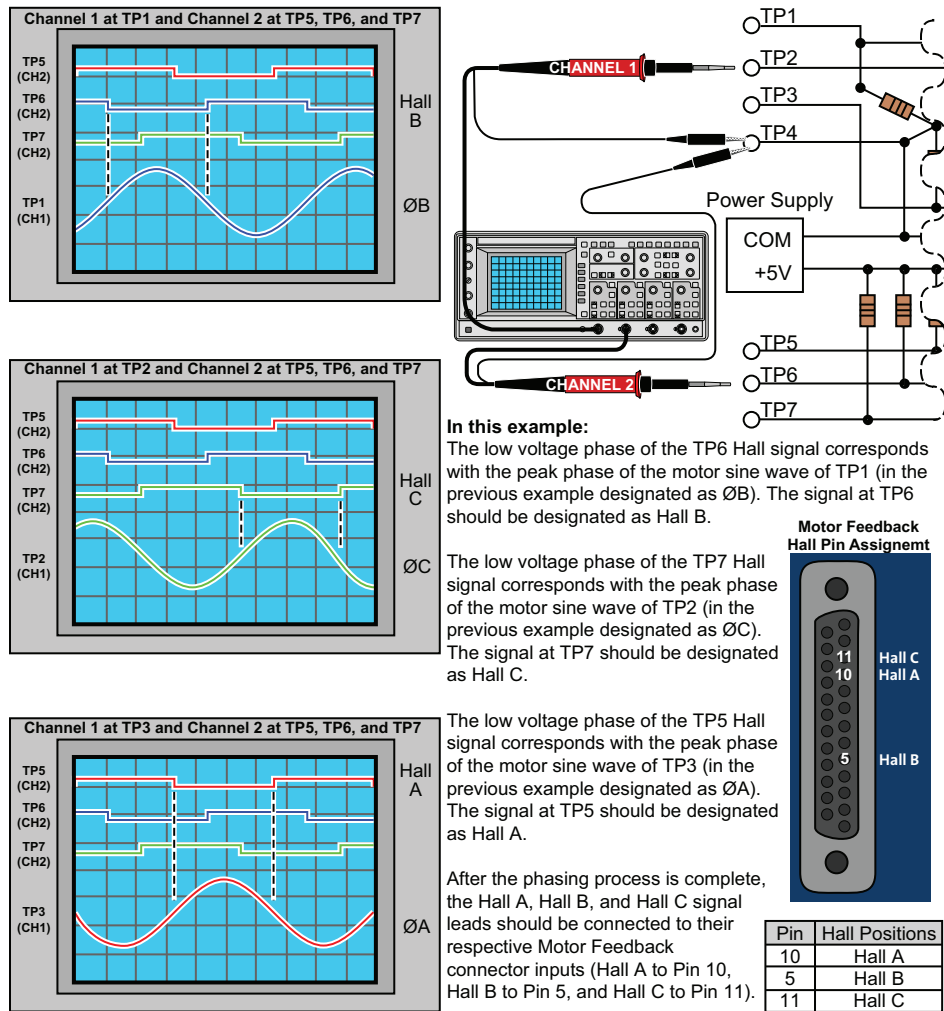 Channel 1 at TP1 and Channel 2 at TP5, TP6, and TP7
TP5
(CH2)
TP6
(CH2)
TP7
(CH2)
TP1
(CH1)
Hall
B
ØB
Channel 1 at TP2 and Channel 2 at TP5, TP6, and TP7
TP5
(CH2)
TP6
(CH2)
TP7
(CH2)
TP2
(CH1)
Hall
C
ØC
Channel 1 at TP3 and Channel 2 at TP5, TP6, and TP7
TP5
(CH2)
TP6
(CH2)
TP7
(CH2)
TP3
(CH1)
Hall
A
ØA
TP1
CHANNEL 1
TP2
TP3
TP4
Power Supply
COM
+5V
TP5
CHANNEL 2
TP6
TP7
In this example:
The low voltage phase of the TP6 Hall signal corresponds
with the peak phase of the motor sine wave of TP1 (in the
previous example designated as ØB). The signal at TP6
should be designated as Hall B.
The low voltage phase of the TP7 Hall
signal corresponds with the peak phase
of the motor sine wave of TP2 (in the
previous example designated as ØC).
The signal at TP7 should be designated
as Hall C.
The low voltage phase of the TP5 Hall
signal corresponds with the peak phase
of the motor sine wave of TP3 (in the
previous example designated as ØA).
The signal at TP5 should be designated
as Hall A.
After the phasing process is complete,
the Hall A, Hall B, and Hall C signal
leads should be connected to their
respective Motor Feedback
connector inputs (Hall A to Pin 10,
Hall B to Pin 5, and Hall C to Pin 11).
Motor Feedback
Hall Pin Assignemt
11 Hall C
10 Hall A
5 Hall B
Pin Hall Positions
10 Hall A
5 Hall B
11 Hall C